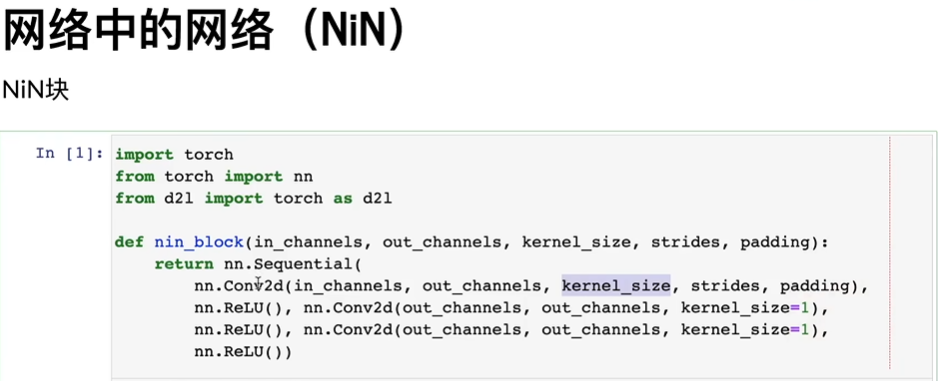 网络中的网络（NiN）
NiN块
In [1]: import torch
from torch import nn
from d2l import torch as d2l
def nin_block(in_channels, out_channels, kernel_size, strides, padding):
return nn.Sequential(
nn.Conv2d(in_channels, out_channels, kernel_size, strides, padding),
nn.ReLU(), nn.Conv2d(out_channels, out_channels, kernel_size=1),
nn.ReLU(), nn.Conv2d(out_channels, out_channels, kernel_size=1),
nn.ReLU())